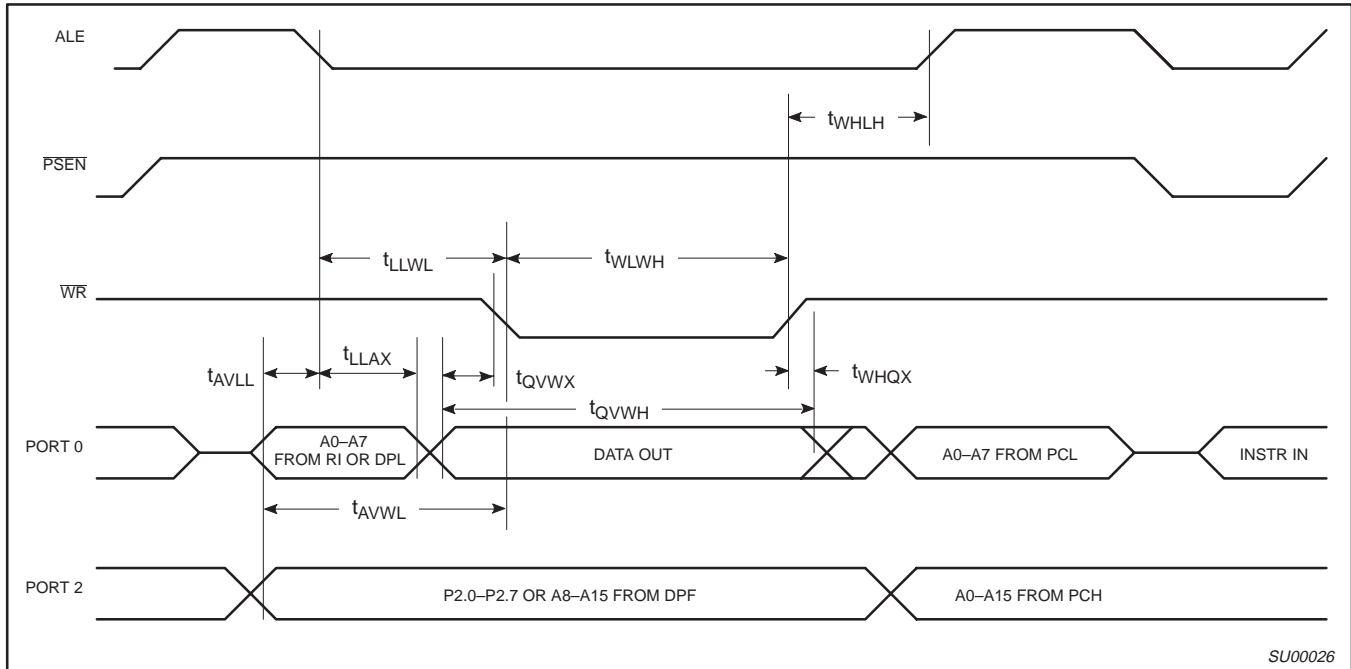 ALE
tWHLH
PSEN
tLLWL
tWLWH
WR
tLLAX
tAVLL
tQVWX
tWHQX
tQVWH
PORT 0
A0–A7
FROM RI OR DPL
DATA OUT
A0–A7 FROM PCL
INSTR IN
tAVWL
PORT 2
P2.0–P2.7 OR A8–A15 FROM DPF
A0–A15 FROM PCH
SU00026